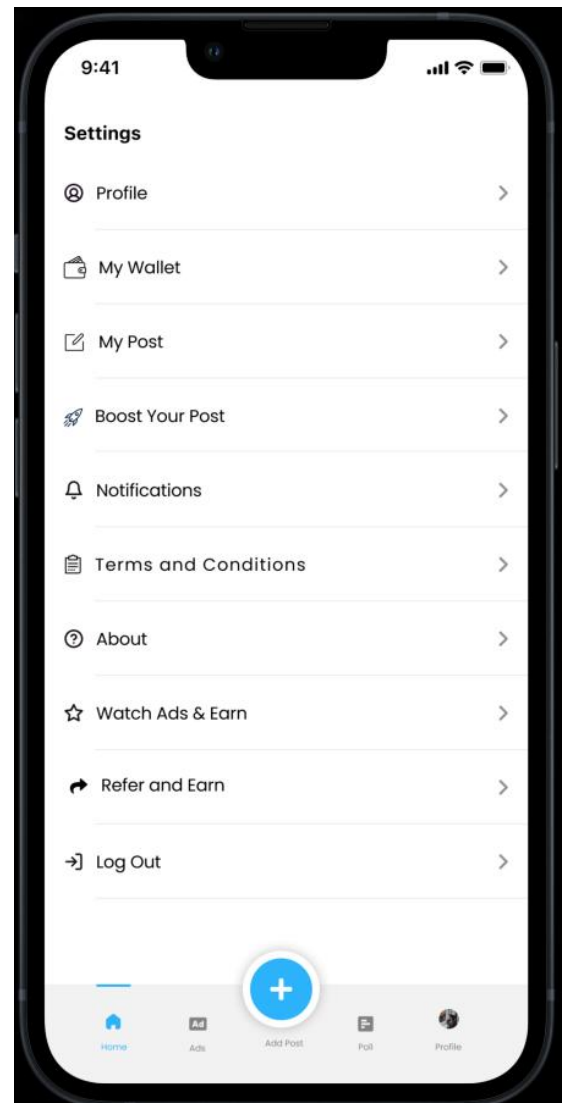 9:41
Settings
Profile
My Wallet
My Post
Boost Your Post
Notifications
Terms and Conditions
About
Watch Ads & Earn
Refer and Earn
Log Out
Ad
Home
Ads
Add Post
Poll
Profile